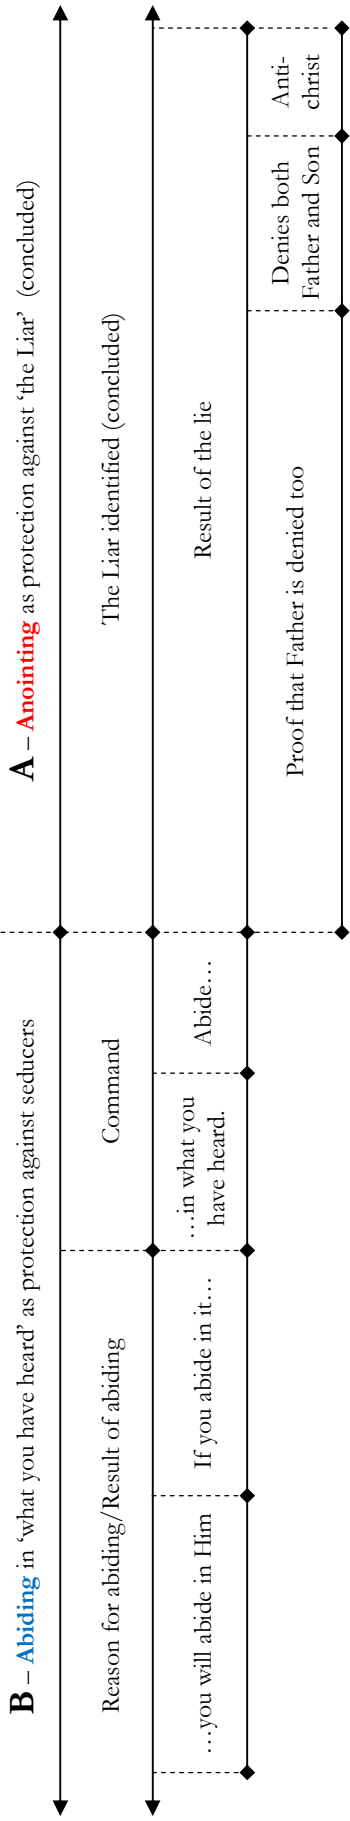 B – Abiding in ‘what you have heard’ as protection against seducers
A – Anointing as protection against ‘the Liar’ (concluded)
Reason for abiding/Result of abiding
Command
The Liar identified (concluded)
…you will abide in Him
If you abide in it…
…in what you
have heard.
Abide…
Result of the lie
Proof that Father is denied too
Denies both
Father and Son
Anti-
christ